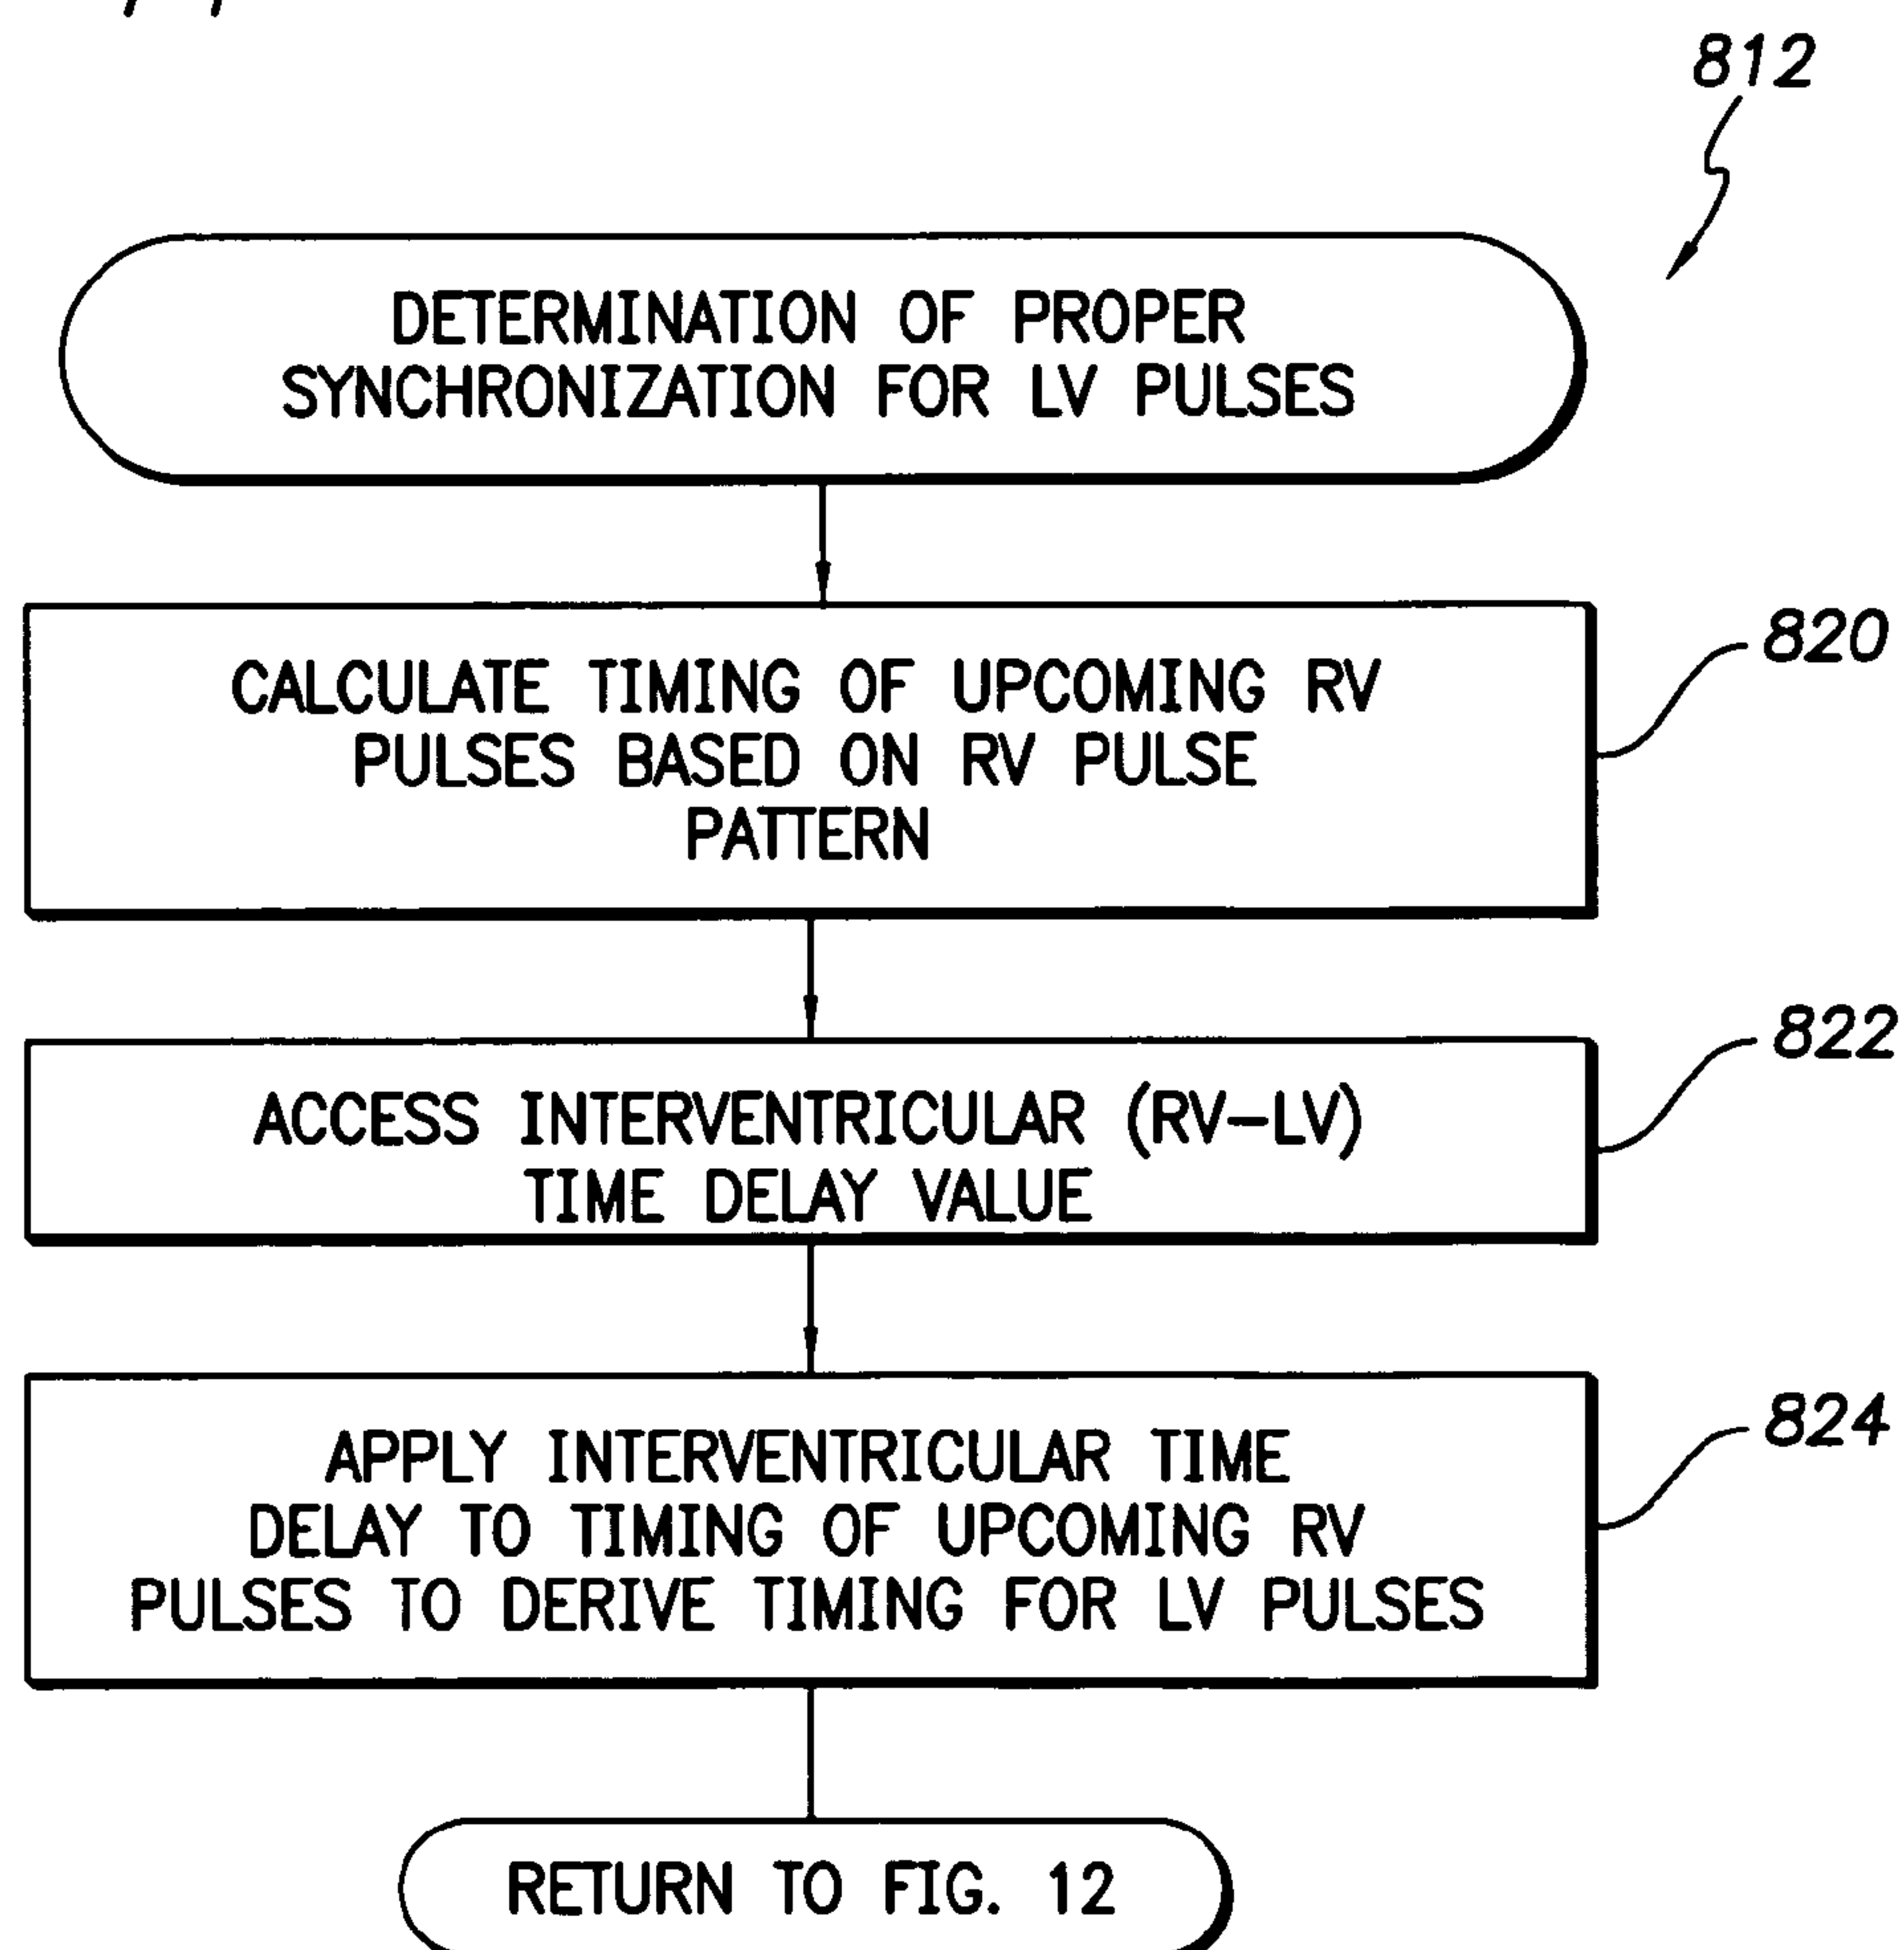 812
DETERMINATION OF PROPER
SYNCHRONIZATION FOR LV PULSES
CALCULATE TIMING OF UPCOMING RV
PULSES BASED ON RV PULSE
PATTERN
820
ACCESS INTERVENTRICULAR (RV-LV)
TIME DELAY VALUE
822
APPLY INTERVENTRICULAR TIME
DELAY TO TIMING OF UPCOMING RV
PULSES TO DERIVE TIMING FOR LV PULSES
824
RETURN TO FIG. 12